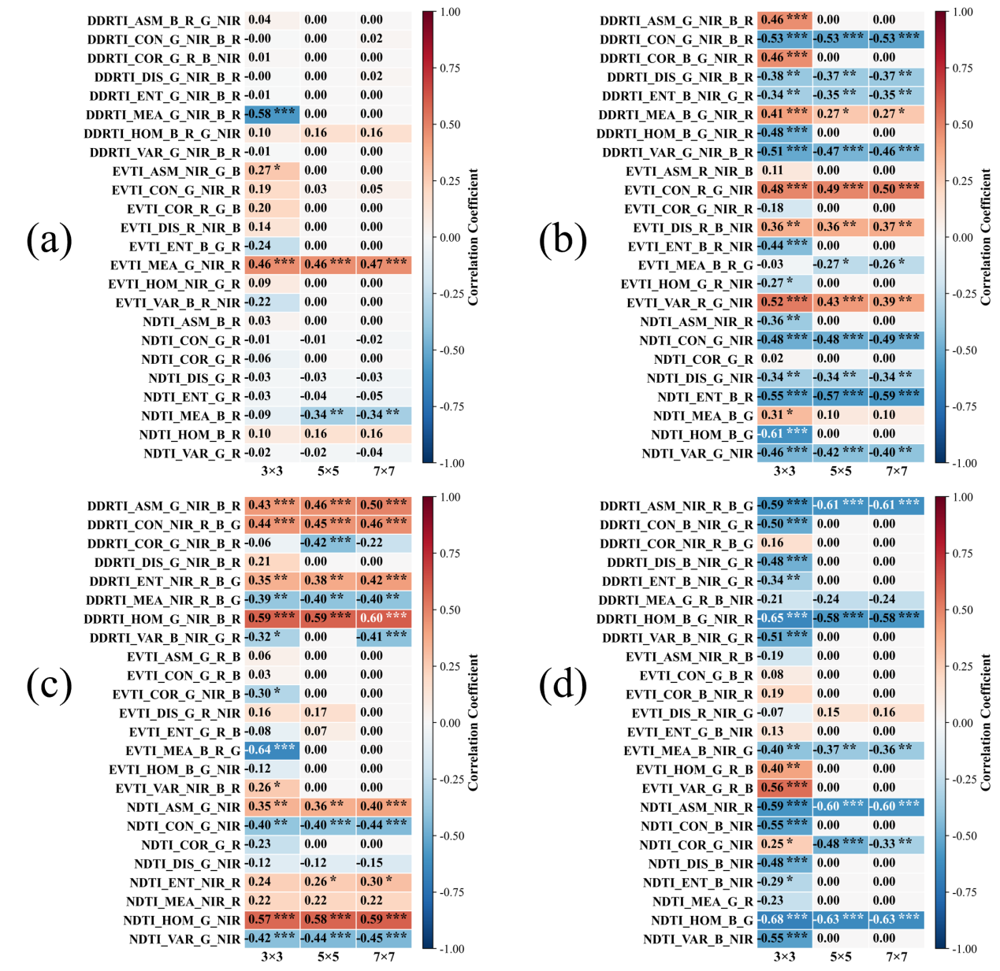 (a)
DDRTI_ASM_B_R_G_NIR 0.04 0.00 0.00
DDRTI_CON_G_NIR_B_R -0.00 0.00 0.02
DDRTI_COR_G_R_B_NIR 0.01 0.00 0.00
DDRTI_DIS_G_NIR_B_R -0.00 0.00 0.02
DDRTI_ENT_G_NIR_B_R -0.01 0.00 0.00
DDRTI_MEA_G_NIR_B_R -0.58 *** 0.00 0.00
DDRTI_HOM_B_R_G_NIR 0.10 0.16 0.16
DDRTI_VAR_G_NIR_B_R -0.01 0.00 0.00
EVTI_ASM_NIR_G_B 0.27 * 0.00 0.00
EVTI_CON_G_NIR_R 0.19 0.03 0.05
EVTI_COR_R_G_B 0.20 0.00 0.00
EVTI_DIS_R_NIR_B 0.14 0.00 0.00
EVTI_ENT_B_G_R -0.24 0.00 0.00
EVTI_MEA_G_NIR_R 0.46 *** 0.46 *** 0.47 ***
EVTI_HOM_NIR_G_R 0.09 0.00 0.00
EVTI_VAR_B_R_NIR -0.22 0.00 0.00
NDTI_ASM_B_R 0.03 0.00 0.00
NDTI_CON_G_R -0.01 -0.01 -0.02
NDTI_COR_G_R -0.06 0.00 0.00
NDTI_DIS_G_R -0.03 -0.03 -0.03
NDTI_ENT_G_R -0.03 -0.04 -0.05
NDTI_MEA_B_R -0.09 -0.34 ** -0.34 **
NDTI_HOM_B_R 0.10 0.16 0.16
NDTI_VAR_G_R -0.02 -0.02 -0.04
3×3 5×5 7×7
1.00
0.75
0.50
0.25
0.00
-0.25
-0.50
-0.75
-1.00
Correlation Coefficient
(b)
DDRTI_ASM_G_NIR_B_R 0.46 *** 0.00 0.00
DDRTI_CON_G_NIR_B_R -0.53 *** -0.53 *** -0.53 ***
DDRTI_COR_B_G_NIR_R 0.46 *** 0.00 0.00
DDRTI_DIS_G_NIR_B_R -0.38 ** -0.37 ** -0.37 **
DDRTI_ENT_B_NIR_G_R -0.34 ** -0.35 ** -0.35 **
DDRTI_MEA_B_G_NIR_R 0.41 *** 0.27 * 0.27 *
DDRTI_HOM_B_G_NIR_R -0.48 *** 0.00 0.00
DDRTI_VAR_G_NIR_B_R -0.51 *** -0.47 *** -0.46 ***
EVTI_ASM_R_NIR_B 0.11 0.00 0.00
EVTI_CON_R_G_NIR 0.48 *** 0.49 *** 0.50 ***
EVTI_COR_G_NIR_R -0.18 0.00 0.00
EVTI_DIS_R_B_NIR 0.36 ** 0.36 ** 0.37 **
EVTI_ENT_B_R_NIR -0.44 *** 0.00 0.00
EVTI_MEA_B_R_G -0.03 -0.27 * -0.26 *
EVTI_HOM_G_R_NIR -0.27 * 0.00 0.00
EVTI_VAR_R_G_NIR 0.52 *** 0.43 *** 0.39 **
NDTI_ASM_NIR_R -0.36 ** 0.00 0.00
NDTI_CON_G_NIR -0.48 *** -0.48 *** -0.49 ***
NDTI_COR_G_R 0.02 0.00 0.00
NDTI_DIS_G_NIR -0.34 ** -0.34 ** -0.34 **
NDTI_ENT_B_R -0.55 *** -0.57 *** -0.59 ***
NDTI_MEA_B_G 0.31 * 0.10 0.10
NDTI_HOM_B_G -0.61 *** 0.00 0.00
NDTI_VAR_G_NIR -0.46 *** -0.42 *** -0.40 **
3×3 5×5 7×7
1.00
0.75
0.50
0.25
0.00
-0.25
-0.50
-0.75
-1.00
Correlation Coefficient
(c)
DDRTI_ASM_G_NIR_B_R 0.43 *** 0.46 *** 0.50 ***
DDRTI_CON_NIR_R_B_G 0.44 *** 0.45 *** 0.46 ***
DDRTI_COR_G_NIR_B_R -0.06 -0.42 *** -0.22
DDRTI_DIS_G_NIR_B_R 0.21 0.00 0.00
DDRTI_ENT_NIR_R_B_G 0.35 ** 0.38 ** 0.42 ***
DDRTI_MEA_NIR_R_B_G -0.39 ** -0.40 ** -0.40 **
DDRTI_HOM_G_NIR_B_R 0.59 *** 0.59 *** 0.60 ***
DDRTI_VAR_B_NIR_G_R -0.32 * 0.00 -0.41 ***
EVTI_ASM_G_R_B 0.06 0.00 0.00
EVTI_CON_G_R_B 0.03 0.00 0.00
EVTI_COR_G_NIR_B -0.30 * 0.00 0.00
EVTI_DIS_G_R_NIR 0.16 0.17 0.00
EVTI_ENT_G_R_B -0.08 0.07 0.00
EVTI_MEA_B_R_G -0.64 *** 0.00 0.00
EVTI_HOM_B_G_NIR -0.12 0.00 0.00
EVTI_VAR_NIR_B_R 0.26 * 0.00 0.00
NDTI_ASM_G_NIR 0.35 ** 0.36 ** 0.40 ***
NDTI_CON_G_NIR -0.40 ** -0.40 *** -0.44 ***
NDTI_COR_G_R -0.23 0.00 0.00
NDTI_DIS_G_NIR -0.12 -0.12 -0.15
NDTI_ENT_NIR_R 0.24 0.26 * 0.30 *
NDTI_MEA_NIR_R 0.22 0.22 0.22
NDTI_HOM_G_NIR 0.57 *** 0.58 *** 0.59 ***
NDTI_VAR_G_NIR -0.42 *** -0.44 *** -0.45 ***
3×3 5×5 7×7
1.00
0.75
0.50
0.25
0.00
-0.25
-0.50
-0.75
-1.00
Correlation Coefficient
(d)
DDRTI_ASM_NIR_R_B_G -0.59 *** -0.61 *** -0.61 ***
DDRTI_CON_B_NIR_G_R -0.50 *** 0.00 0.00
DDRTI_COR_NIR_R_B_G 0.16 0.00 0.00
DDRTI_DIS_B_NIR_G_R -0.48 *** 0.00 0.00
DDRTI_ENT_B_NIR_G_R -0.34 ** 0.00 0.00
DDRTI_MEA_G_R_B_NIR -0.21 -0.24 -0.24
DDRTI_HOM_B_G_NIR_R -0.65 *** -0.58 *** -0.58 ***
DDRTI_VAR_B_NIR_G_R -0.51 *** 0.00 0.00
EVTI_ASM_NIR_R_B -0.19 0.00 0.00
EVTI_CON_G_B_R 0.08 0.00 0.00
EVTI_COR_B_NIR_R 0.19 0.00 0.00
EVTI_DIS_R_NIR_G -0.07 0.15 0.16
EVTI_ENT_G_B_NIR 0.13 0.00 0.00
EVTI_MEA_B_NIR_G -0.40 ** -0.37 ** -0.36 **
EVTI_HOM_G_R_B 0.40 ** 0.00 0.00
EVTI_VAR_G_R_B 0.56 *** 0.00 0.00
NDTI_ASM_NIR_R -0.59 *** -0.60 *** -0.60 ***
NDTI_CON_B_NIR -0.55 *** 0.00 0.00
NDTI_COR_G_NIR 0.25 * -0.48 *** -0.33 **
NDTI_DIS_B_NIR -0.48 *** 0.00 0.00
NDTI_ENT_B_NIR -0.29 * 0.00 0.00
NDTI_MEA_G_R -0.23 0.00 0.00
NDTI_HOM_B_G -0.68 *** -0.63 *** -0.63 ***
NDTI_VAR_B_NIR -0.55 *** 0.00 0.00
3×3 5×5 7×7
1.00
0.75
0.50
0.25
0.00
-0.25
-0.50
-0.75
-1.00
Correlation Coefficient